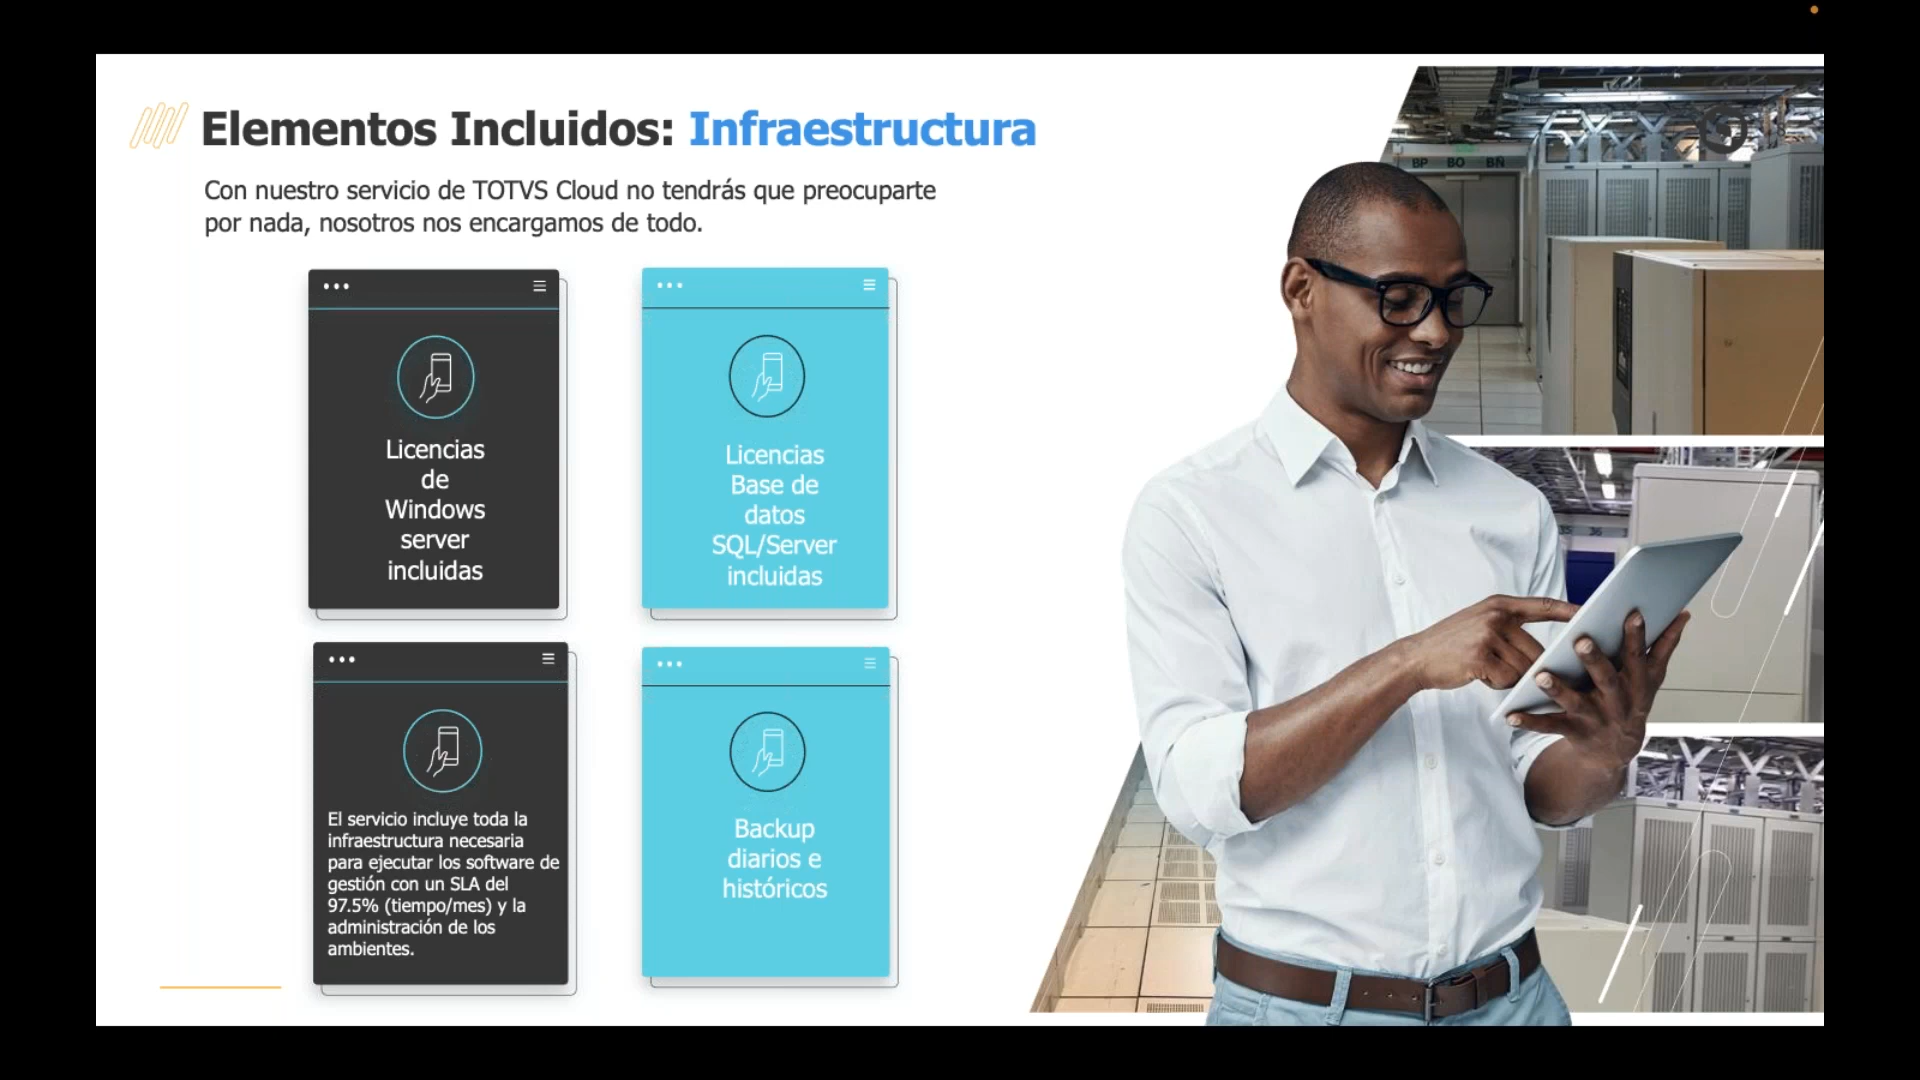 Elementos Incluidos: Infraestructura
Con nuestro servicio de TOTVS Cloud no tendrás que preocuparte
por nada, nosotros nos encargamos de todo.
Licencias
de
Windows
server
incluidas
Licencias
Base de
datos
SQL/Server
incluidas
El servicio incluye toda la
infraestructura necesaria
para ejecutar los software de
gestión con un SLA del
97.5% (tiempo/mes) y la
administración de los
ambientes.
Backup
diarios e
históricos
BP BO BN